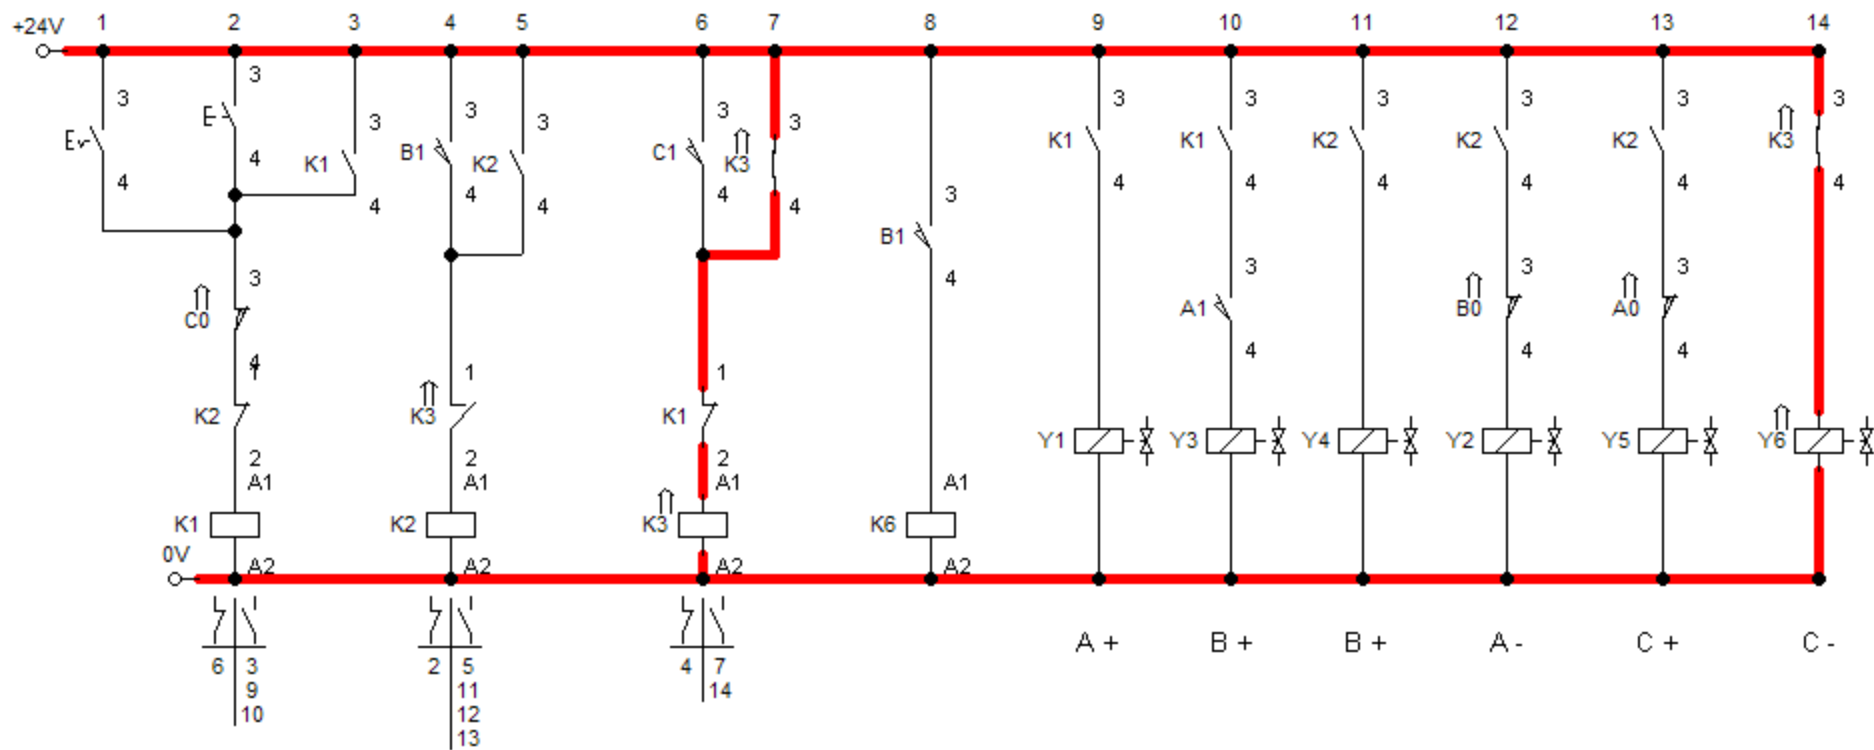 +24V 1 2 3 4 5 6 7 8 9 10 11 12 13 14
3
3 3 3 3 3 3 3 3
E
3 3 3 3
E K1 B1 K2 C1 K3 K1 K1 K2 K2 K2 K3
4
4 4 4 4 4 4 4 4 4
4 4 4 3
B1
3 4 3 3 3
C0 A1 B0 A0
4 4 4 4
1 1 1
K2 K3 K1
Y1 Y3 Y4 Y2 Y5 Y6
2 2 2
A1 A1 A1 A1
K1 K2 K3 K6
0V
A2 A2 A2 A2
A + B + B + A - C + C -
6 3 2 5 4 7
9 11 14
10 12
13